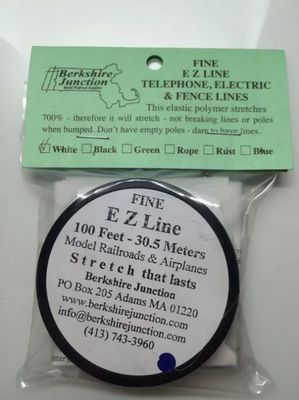 Berkshire
Junction
Model Railroad Supplies
FINE
E Z LINE
TELEPHONE, ELECTRIC
& FENCE LINES
This elastic polymer stretches
700% - therefore it will stretch - not breaking lines or poles
when bumped. Don't have empty poles - dare to have lines.
White Black Green Rope Rust Blue
FINE
E Z Line
100 Feet - 30.5 Meters
Model Railroads & Airplanes
Stretch that lasts
Berkshire Junction
PO Box 205 Adams MA 01220
www.berkshirejunction.com
info@berkshirejunction.com
(413) 743-3960